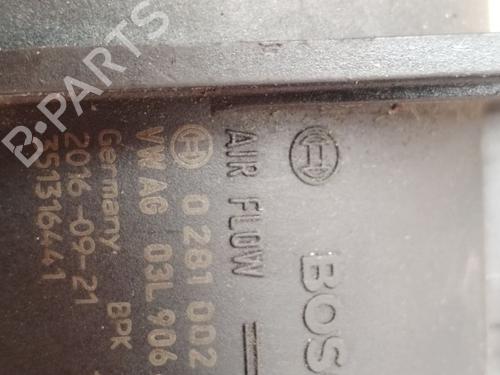 BOS
AIR FLOW
0 281 002
VW AG 03L 906
Germany BPK
2016-09-21
351316441
B-PARTS